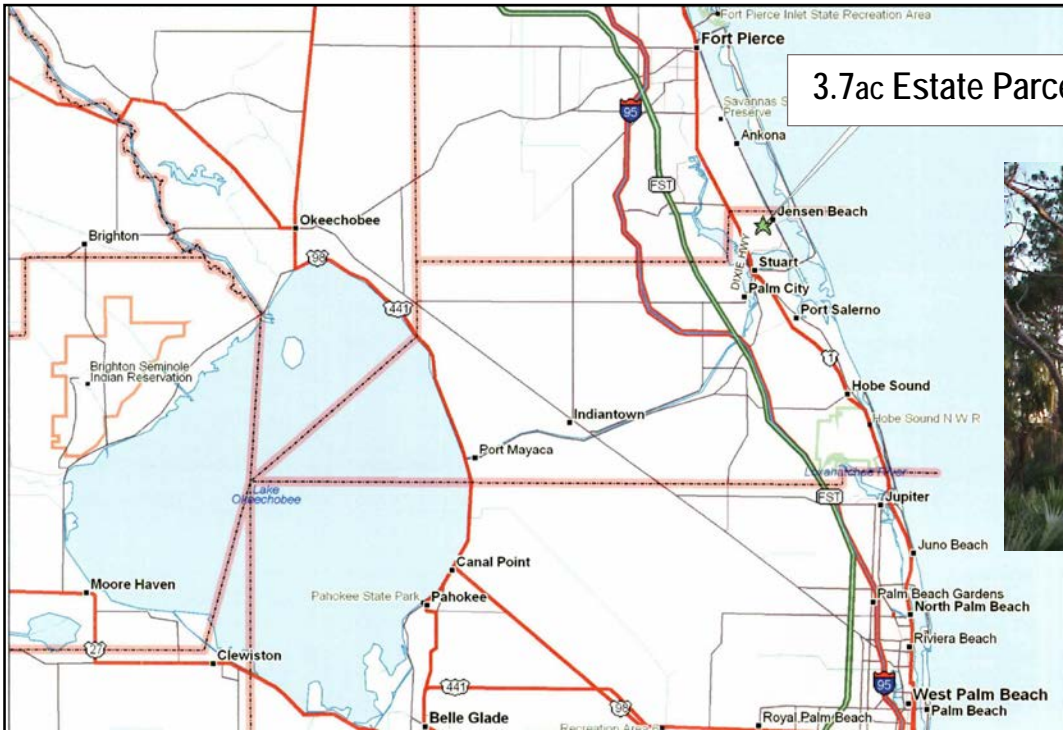 Fort Pierce Inlet State Recreation Area
Fort Pierce
3.7ac Estate Parce
95
Savannas S
Preserve
Ankona
FST
Okeechobee
Jensen Beach
Brighton
98
DIXIE HWY
Stuart
Palm City
441
Port Salerno
1
Brighton Seminole
Indian Reservation
Hobe Sound
Indiantown
Hobe Sound N W R
Port Mayaca
Loxahatchee River
Lake
Okeechobee
FST
Jupiter
Juno Beach
Canal Point
Moore Haven
Pahokee State Park
Pahokee
Palm Beach Gardens
North Palm Beach
27
Riviera Beach
Clewiston
441
95
98
West Palm Beach
Palm Beach
Belle Glade
Recreation Area
Royal Palm Beach